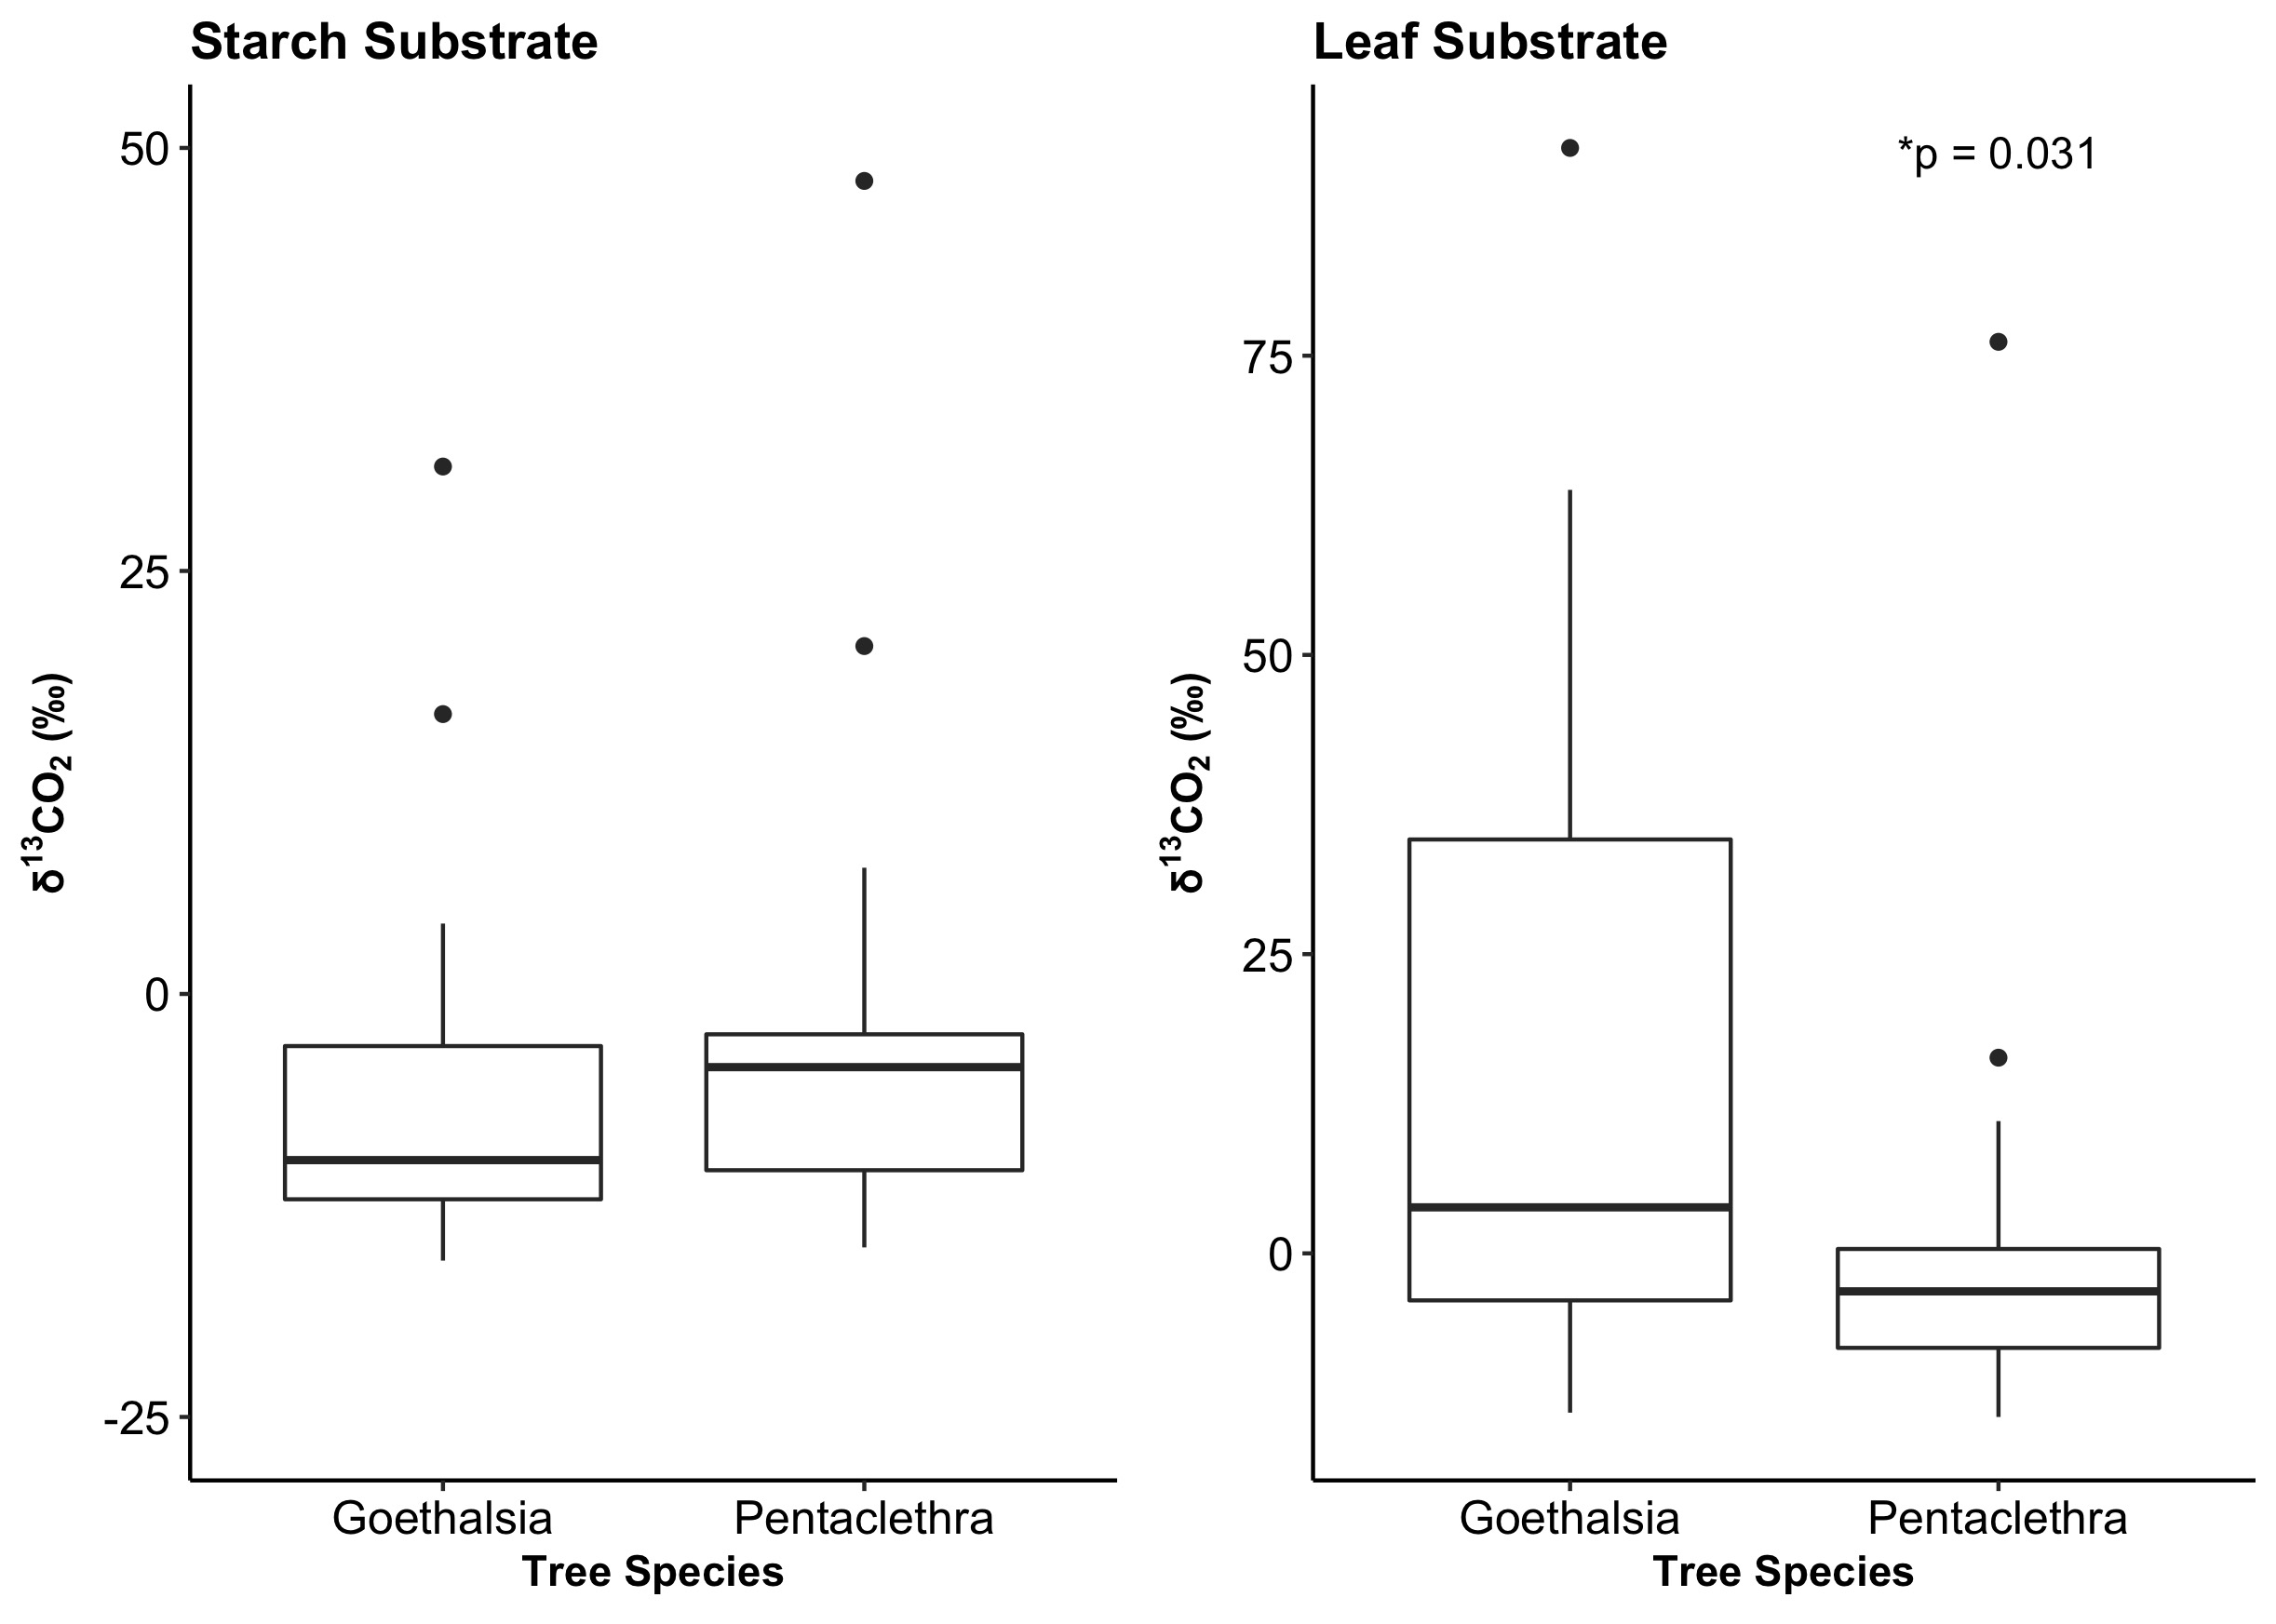 Starch Substrate
50
25
0
-25
δ¹³CO₂ (‰)
Goethalsia
Pentaclethra
Tree Species
Leaf Substrate
*p = 0.031
75
50
25
0
δ¹³CO₂ (‰)
Goethalsia
Pentaclethra
Tree Species